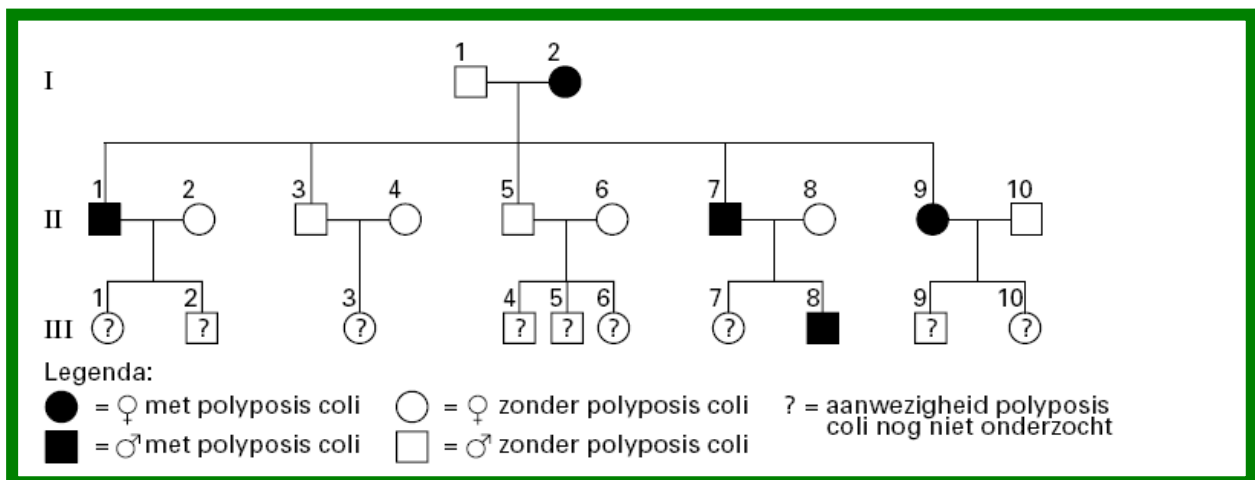 1 2
I
1 2 3 4 5 6 7 8 9 10
II
1 2 3 4 5 6 7 8 9 10
III ? ? ? ? ? ? ? ? ?
Legenda:
= ♀ met polyposis coli = ♀ zonder polyposis coli ? = aanwezigheid polyposis
= ♂ met polyposis coli = ♂ zonder polyposis coli coli nog niet onderzocht